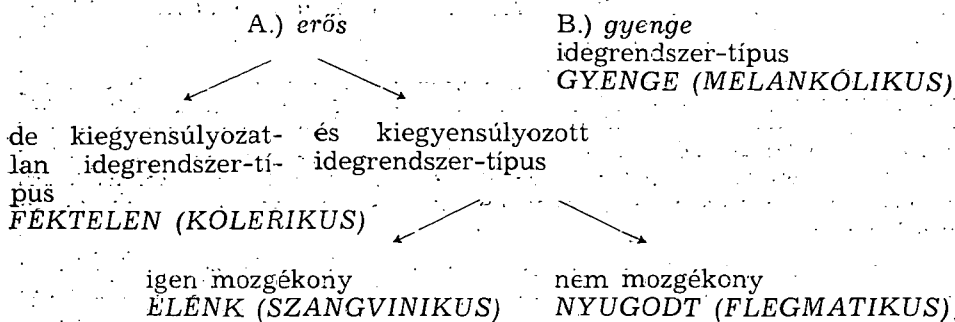 A.) erős
B.) gyenge
idegrendszer-típus
GYENGE (MELANKÓLIKUS)
de kiegyensúlyozat-
lan idegrendszer-tí-
pus
FÉKTELEN (KOLERIKUS)
és kiegyensúlyozott
idegrendszer-típus
igen mozgékony
ÉLÉNK (SZANGVINIKUS)
nem mozgékony
NYUGODT (FLEGMATIKUS)